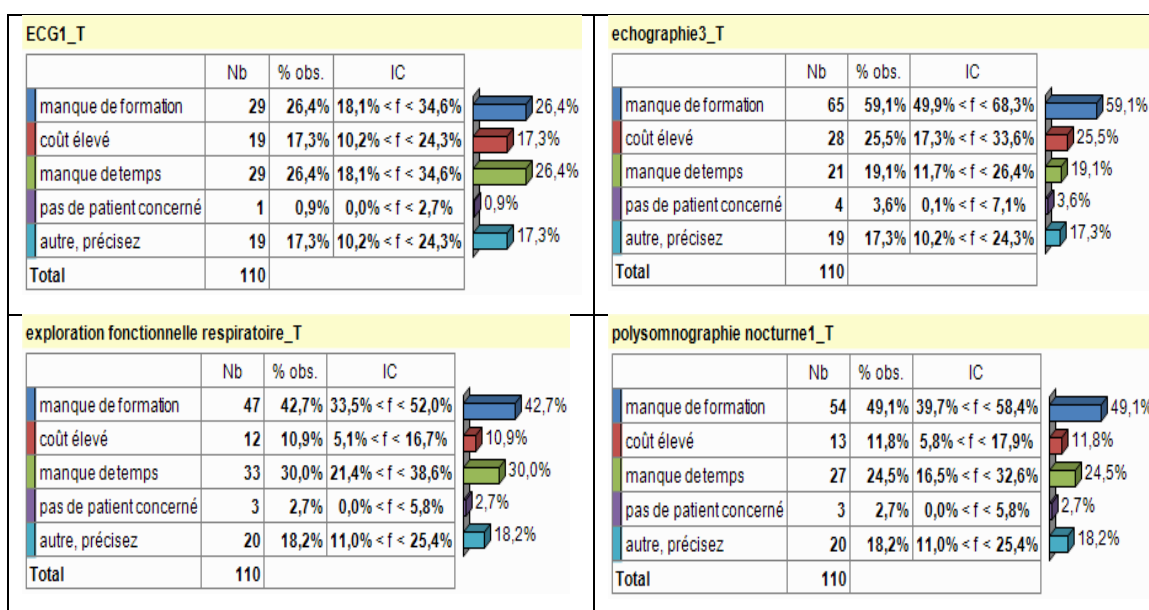 ECG1_T
Nb % obs. IC
manque de formation 29 26,4% 18,1% < f < 34,6% 26,4%
coût élevé 19 17,3% 10,2% < f < 24,3% 17,3%
manque detemps 29 26,4% 18,1% < f < 34,6% 26,4%
pas de patient concerné 1 0,9% 0,0% < f < 2,7% 0,9%
autre, précisez 19 17,3% 10,2% < f < 24,3% 17,3%
Total 110
echographie3_T
Nb % obs. IC
manque de formation 65 59,1% 49,9% < f < 68,3% 59,1%
coût élevé 28 25,5% 17,3% < f < 33,6% 25,5%
manque detemps 21 19,1% 11,7% < f < 26,4% 19,1%
pas de patient concerné 4 3,6% 0,1% < f < 7,1% 3,6%
autre, précisez 19 17,3% 10,2% < f < 24,3% 17,3%
Total 110
exploration fonctionnelle respiratoire_T
Nb % obs. IC
manque de formation 47 42,7% 33,5% < f < 52,0% 42,7%
coût élevé 12 10,9% 5,1% < f < 16,7% 10,9%
manque detemps 33 30,0% 21,4% < f < 38,6% 30,0%
pas de patient concerné 3 2,7% 0,0% < f < 5,8% 2,7%
autre, précisez 20 18,2% 11,0% < f < 25,4% 18,2%
Total 110
polysomnographie nocturne1_T
Nb % obs. IC
manque de formation 54 49,1% 39,7% < f < 58,4% 49,1%
coût élevé 13 11,8% 5,8% < f < 17,9% 11,8%
manque detemps 27 24,5% 16,5% < f < 32,6% 24,5%
pas de patient concerné 3 2,7% 0,0% < f < 5,8% 2,7%
autre, précisez 20 18,2% 11,0% < f < 25,4% 18,2%
Total 110